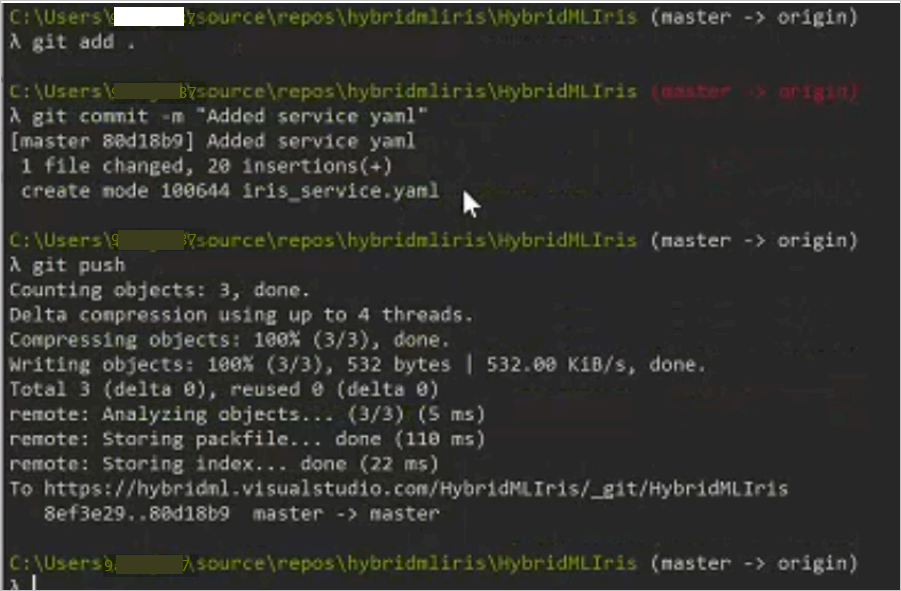 C:\Users\source\repos\hybridmliris\HybridMLIris (master -> origin)
λ git add .
C:\Users\9 87\source\repos\hybridmliris\HybridMLIris (master -> origin)
λ git commit -m "Added service yaml"
[master 80d18b9] Added service yaml
1 file changed, 20 insertions(+)
create mode 100644 iris_service.yaml
C:\Users\9 87\source\repos\hybridmliris\HybridMLIris (master -> origin)
λ git push
Counting objects: 3, done.
Delta compression using up to 4 threads.
Compressing objects: 100% (3/3), done.
Writing objects: 100% (3/3), 532 bytes | 532.00 KiB/s, done.
Total 3 (delta 0), reused 0 (delta 0)
remote: Analyzing objects... (3/3) (5 ms)
remote: Storing packfile... done (110 ms)
remote: Storing index... done (22 ms)
To https://hybridml.visualstudio.com/HybridMLIris/_git/HybridMLIris
8ef3e29..80d18b9 master -> master
C:\Users\9 7\source\repos\hybridmliris\HybridMLIris (master -> origin)
λ